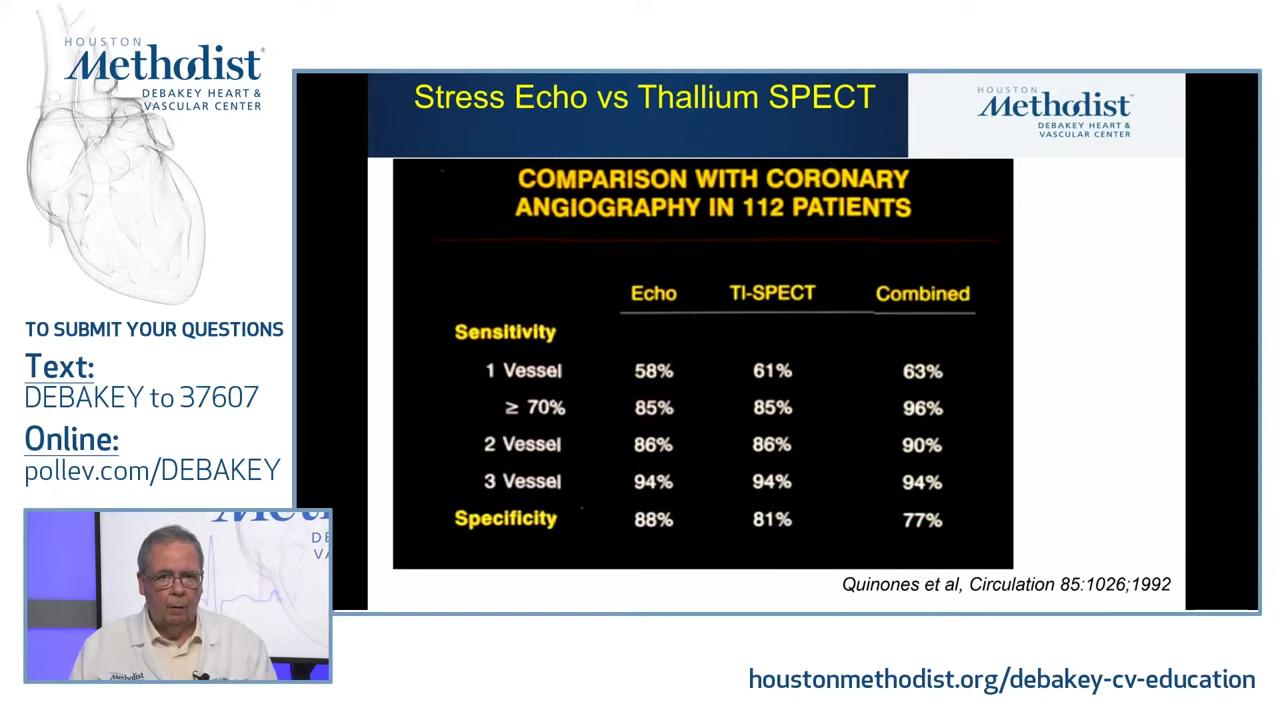 HOUSTON
Methodist
DEBAKEY HEART &
VASCULAR CENTER
TO SUBMIT YOUR QUESTIONS
Text:
DEBAKEY to 37607
Online:
pollev.com/DEBAKEY
Stress Echo vs Thallium SPECT
HOUSTON
Methodist
DEBAKEY HEART &
VASCULAR CENTER
COMPARISON WITH CORONARY
ANGIOGRAPHY IN 112 PATIENTS
Echo Tl-SPECT Combined
Sensitivity
1 Vessel 58% 61% 63%
≥ 70% 85% 85% 96%
2 Vessel 86% 86% 90%
3 Vessel 94% 94% 94%
Specificity 88% 81% 77%
Quinones et al, Circulation 85:1026;1992
Methodist
houstonmethodist.org/debakey-cv-education